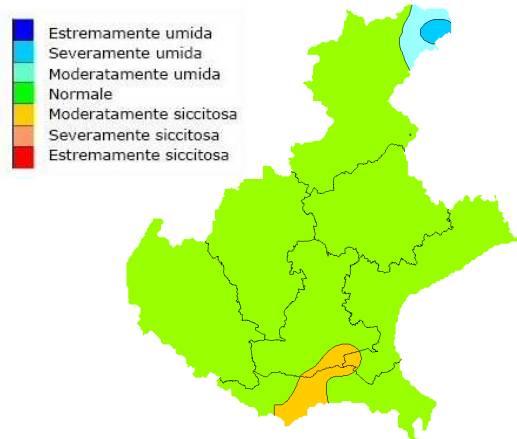 Estremamente umida
Severamente umida
Moderatamente umida
Normale
Moderatamente siccitosa
Severamente siccitosa
Estremamente siccitosa